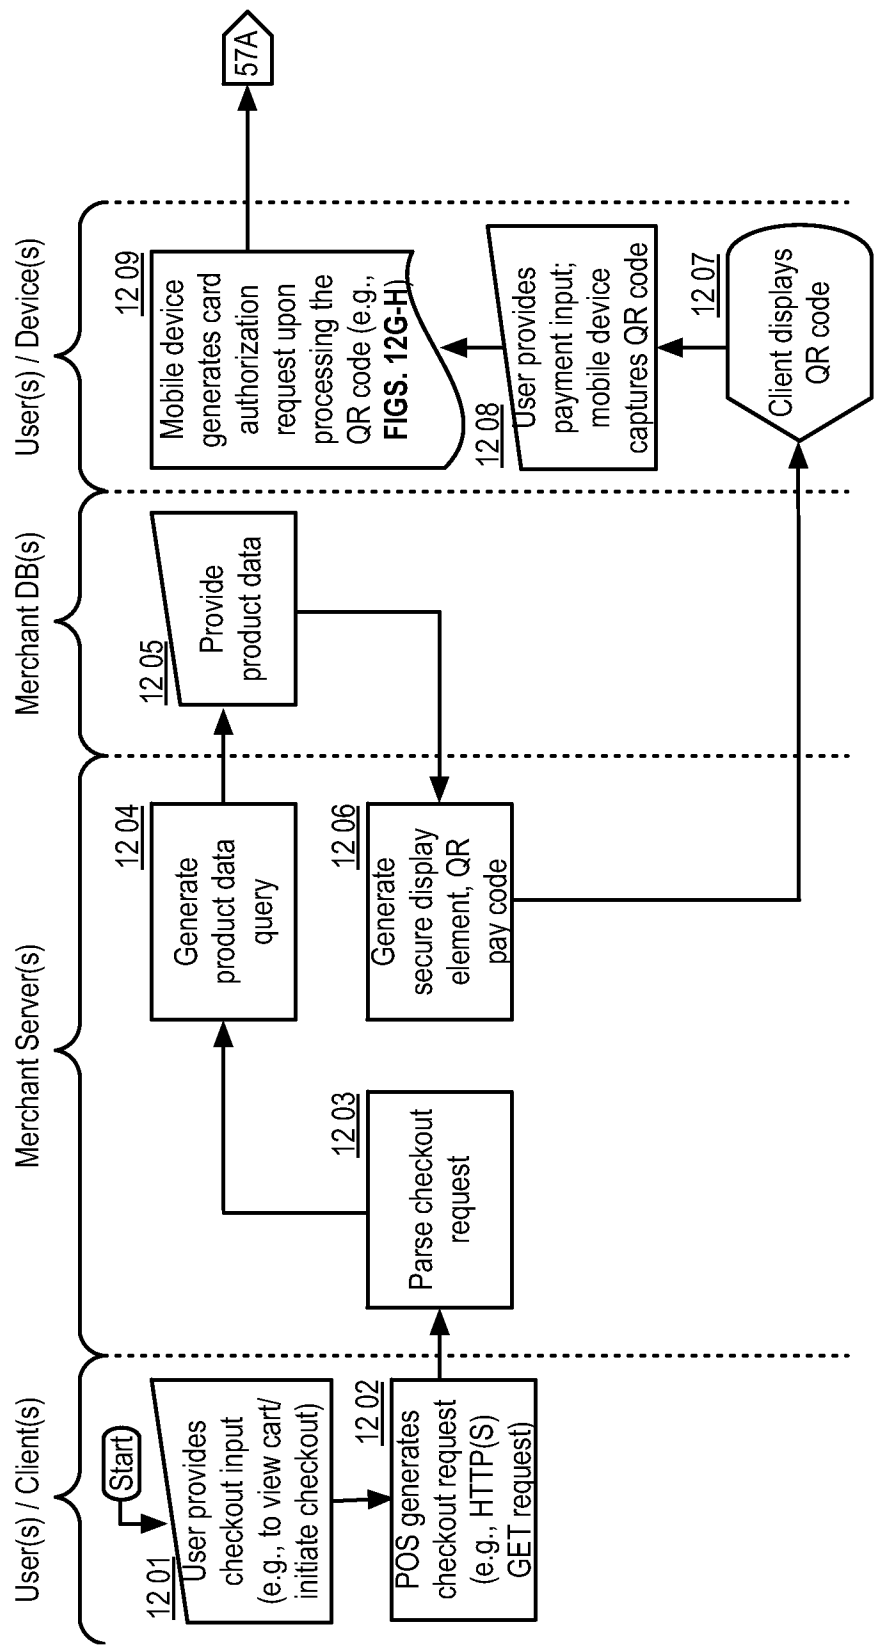 User(s) / Client(s)
Merchant Server(s)
Merchant DB(s)
User(s) / Device(s)
Start
12 01
User provides
checkout input
(e.g., to view cart/
initiate checkout)
12 02
POS generates
checkout request
(e.g., HTTP(S)
GET request)
12 03
Parse checkout
request
12 04
Generate
product data
query
12 05
Provide
product data
12 06
Generate
secure display
element, QR
pay code
12 07
Client displays
QR code
12 08
User provides
payment input;
mobile device
captures QR code
12 09
Mobile device
generates card
authorization
request upon
processing the
QR code (e.g.,
FIGS. 12G-H)
57A